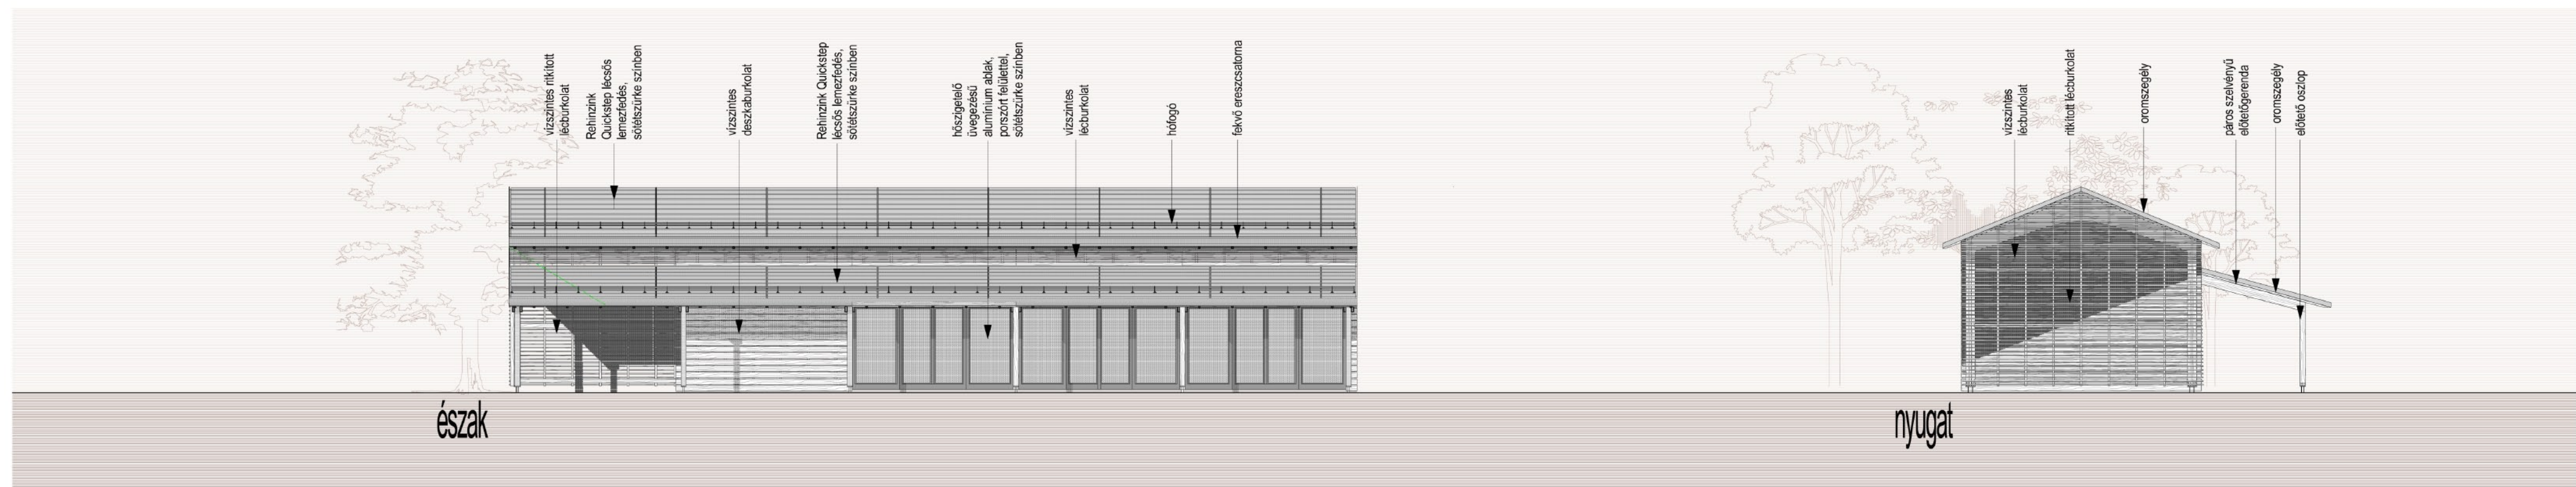 vízszintes ritkított
lécburkolat
Rehinzink
Quickstep lécsős
lemezfedés,
sötétszürke színben
vízszintes
deszkaburkolat
Rehinzink Quickstep
lécsős lemezfedés,
sötétszürke színben
hőszigetelő
üvegezésű
alumínium ablak,
porszórt felülettel,
sötétszürke színben
vízszintes
lécburkolat
hófogó
fekvő ereszcsatorna
vízszintes
lécburkolat
ritkított lécburkolat
oromszegély
páros szelvényű
előtetőgerenda
oromszegély
előtető oszlop
észak
nyugat